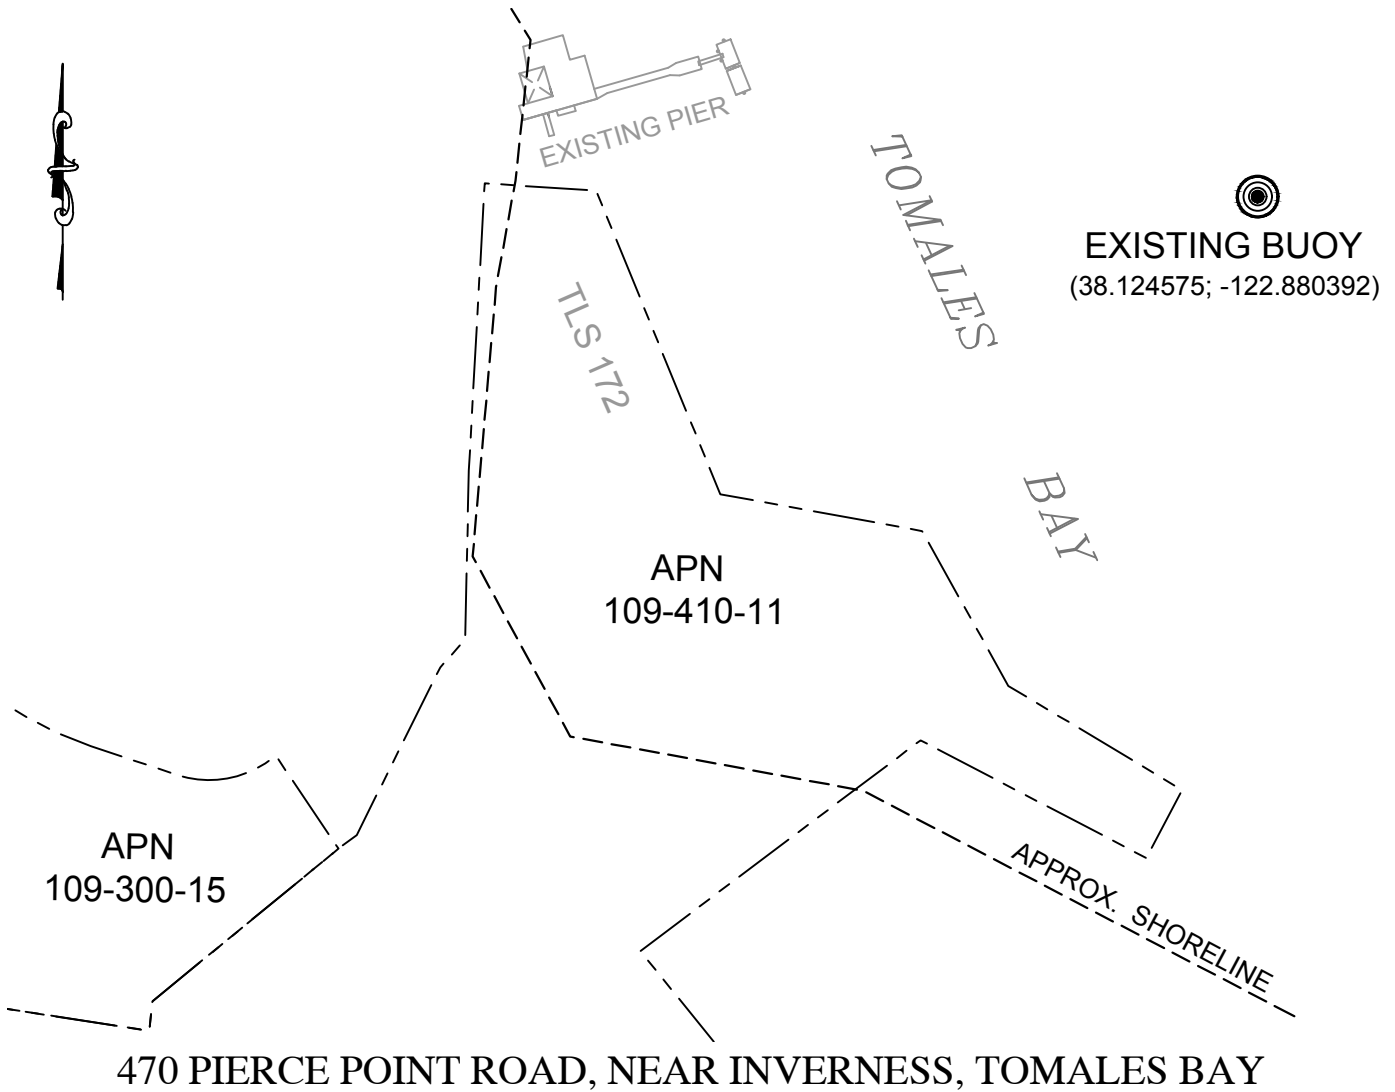 EXISTING PIER
TOMALES
BAY
EXISTING BUOY
(38.124575; -122.880392)
TLS 172
APN
109-410-11
APN
109-300-15
APPROX. SHORELINE
470 PIERCE POINT ROAD, NEAR INVERNESS, TOMALES BAY